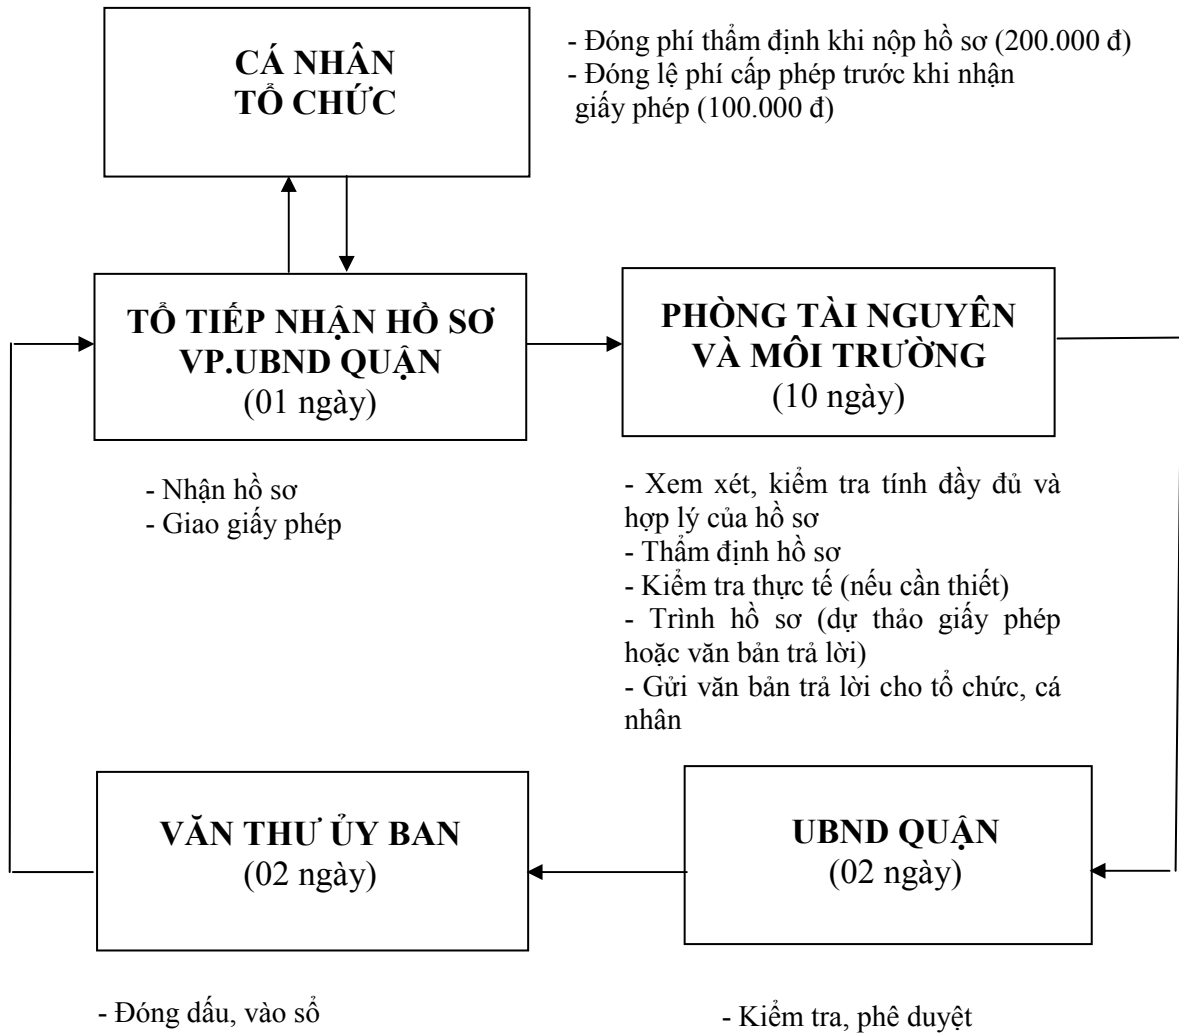 CÁ NHÂN
TỔ CHỨC
- Đóng phí thẩm định khi nộp hồ sơ (200.000 đ)
- Đóng lệ phí cấp phép trước khi nhận
giấy phép (100.000 đ)
TỔ TIẾP NHẬN HỒ SƠ
VP.UBND QUẬN
(01 ngày)
PHÒNG TÀI NGUYÊN
VÀ MÔI TRƯỜNG
(10 ngày)
- Nhận hồ sơ
- Giao giấy phép
- Xem xét, kiểm tra tính đầy đủ và
hợp lý của hồ sơ
- Thẩm định hồ sơ
- Kiểm tra thực tế (nếu cần thiết)
- Trình hồ sơ (dự thảo giấy phép
hoặc văn bản trả lời)
- Gửi văn bản trả lời cho tổ chức, cá
nhân
VĂN THƯ ỦY BAN
(02 ngày)
UBND QUẬN
(02 ngày)
- Đóng dấu, vào sổ
- Kiểm tra, phê duyệt